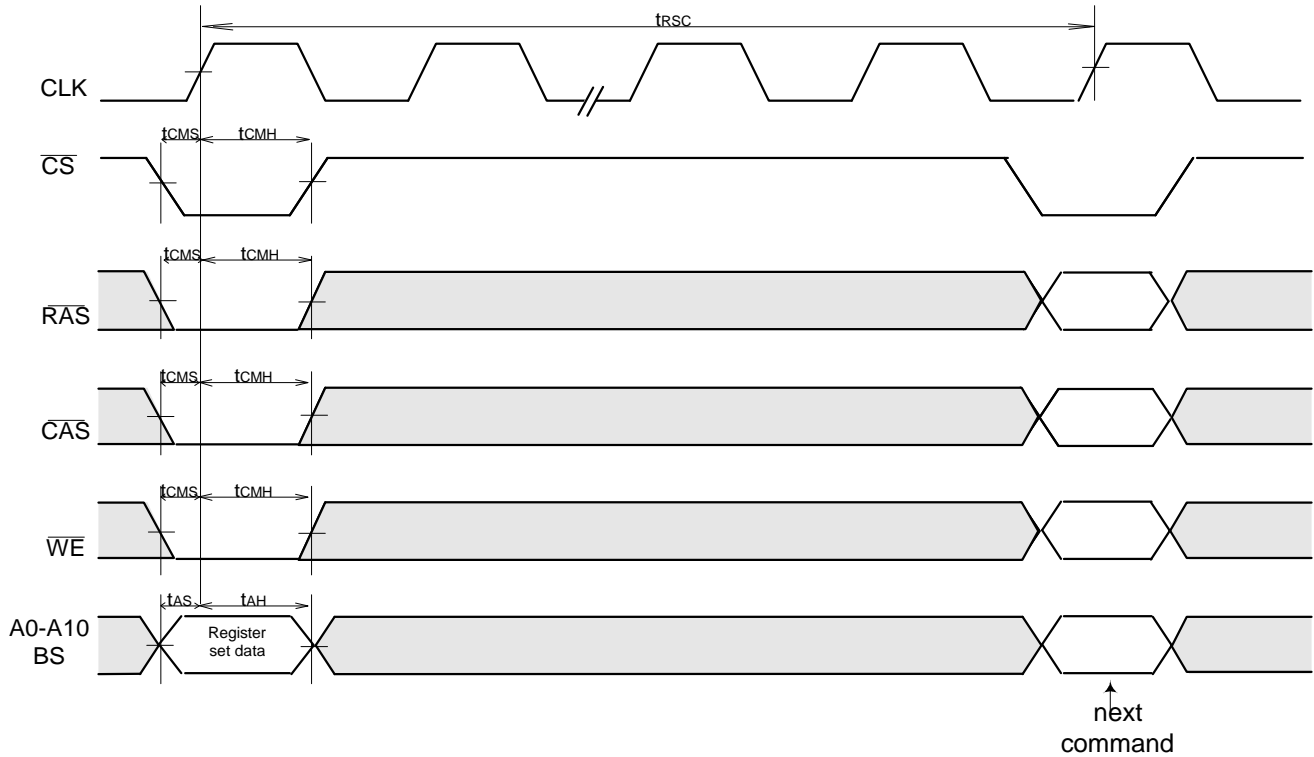 tRSC
CLK
tCMS tCMH
CS
tCMS tCMH
RAS
tCMS tCMH
CAS
tCMS tCMH
WE
tAS tAH
A0-A10
BS
Register
set data
next
command